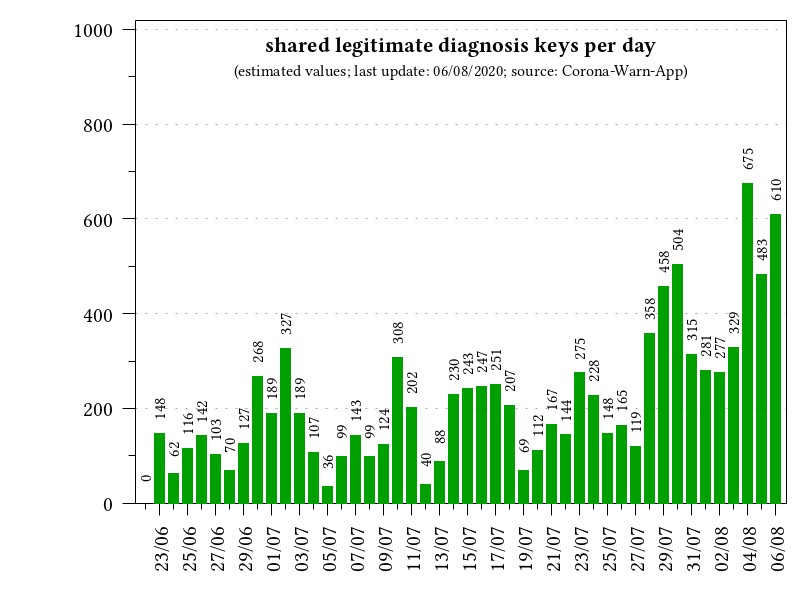 shared legitimate diagnosis keys per day
(estimated values; last update: 06/08/2020; source: Corona-Warn-App)
1000
800
600
400
200
0
0 148 62 116 142 103 70 127 268 189 327 189 107 36 99 143 99 124 308 202 40 88 230 243 247 251 207 69 112 167 144 275 228 148 165 119 358 458 504 315 281 277 329 675 483 610
23/06 25/06 27/06 29/06 01/07 03/07 05/07 07/07 09/07 11/07 13/07 15/07 17/07 19/07 21/07 23/07 25/07 27/07 29/07 31/07 02/08 04/08 06/08